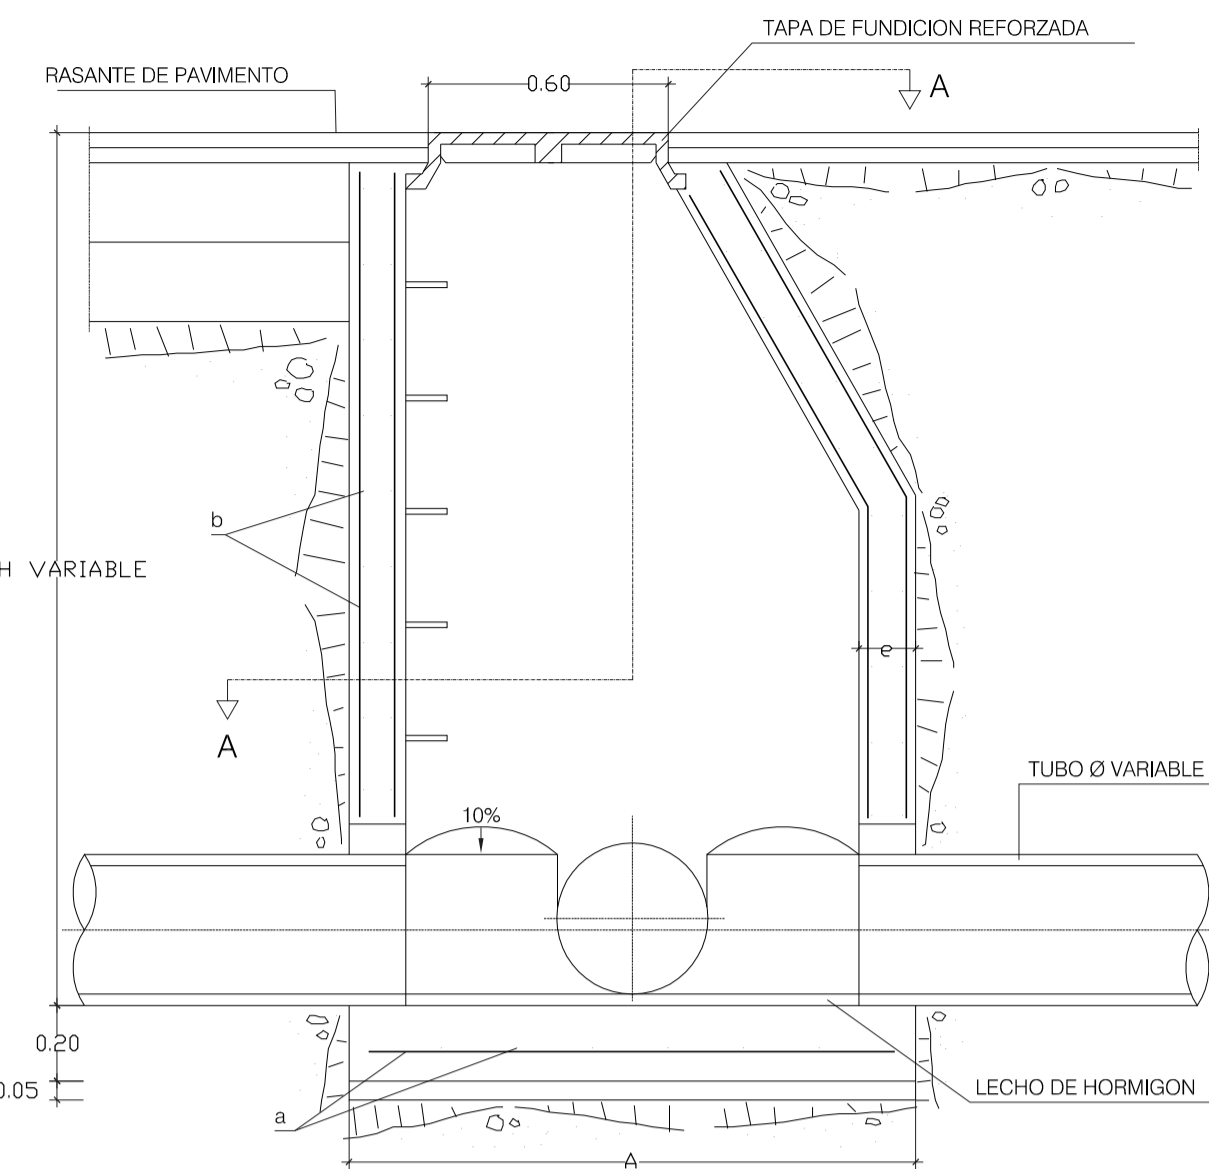 TAPA DE FUNDICION REFORZADA
RASANTE DE PAVIMENTO
0.60
A
b
H VARIABLE
e
A
TUBO Ø VARIABLE
10%
0.20
0.05
LECHO DE HORMIGON
a
A